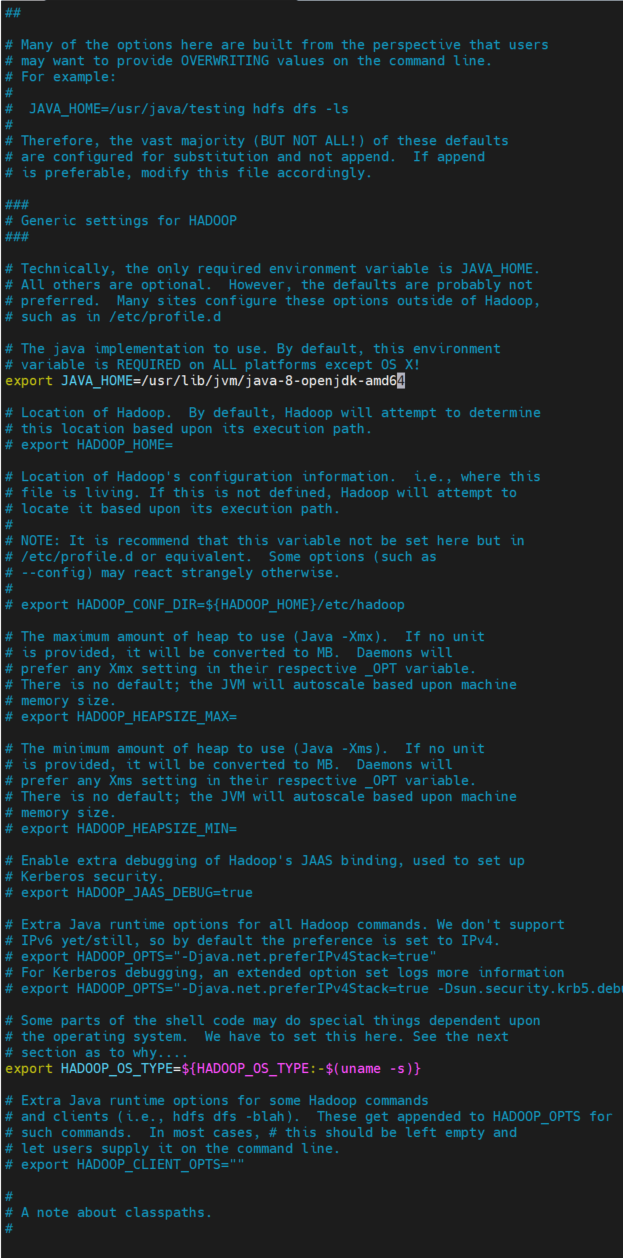 ##
# Many of the options here are built from the perspective that users
# may want to provide OVERWRITING values on the command line.
# For example:
#
#  JAVA_HOME=/usr/java/testing hdfs dfs -ls
#
# Therefore, the vast majority (BUT NOT ALL!) of these defaults
# are configured for substitution and not append.  If append
# is preferable, modify this file accordingly.
###
# Generic settings for HADOOP
###
# Technically, the only required environment variable is JAVA_HOME.
# All others are optional.  However, the defaults are probably not
# preferred.  Many sites configure these options outside of Hadoop,
# such as in /etc/profile.d
# The java implementation to use. By default, this environment
# variable is REQUIRED on ALL platforms except OS X!
export JAVA_HOME=/usr/lib/jvm/java-8-openjdk-amd64
# Location of Hadoop.  By default, Hadoop will attempt to determine
# this location based upon its execution path.
# export HADOOP_HOME=
# Location of Hadoop's configuration information.  i.e., where this
# file is living. If this is not defined, Hadoop will attempt to
# locate it based upon its execution path.
#
# NOTE: It is recommend that this variable not be set here but in
# /etc/profile.d or equivalent.  Some options (such as
# --config) may react strangely otherwise.
#
# export HADOOP_CONF_DIR=${HADOOP_HOME}/etc/hadoop
# The maximum amount of heap to use (Java -Xmx).  If no unit
# is provided, it will be converted to MB.  Daemons will
# prefer any Xmx setting in their respective _OPT variable.
# There is no default; the JVM will autoscale based upon machine
# memory size.
# export HADOOP_HEAPSIZE_MAX=
# The minimum amount of heap to use (Java -Xms).  If no unit
# is provided, it will be converted to MB.  Daemons will
# prefer any Xms setting in their respective _OPT variable.
# There is no default; the JVM will autoscale based upon machine
# memory size.
# export HADOOP_HEAPSIZE_MIN=
# Enable extra debugging of Hadoop's JAAS binding, used to set up
# Kerberos security.
# export HADOOP_JAAS_DEBUG=true
# Extra Java runtime options for all Hadoop commands. We don't support
# IPv6 yet/still, so by default the preference is set to IPv4.
# export HADOOP_OPTS="-Djava.net.preferIPv4Stack=true"
# For Kerberos debugging, an extended option set logs more information
# export HADOOP_OPTS="-Djava.net.preferIPv4Stack=true -Dsun.security.krb5.debu
# Some parts of the shell code may do special things dependent upon
# the operating system.  We have to set this here. See the next
# section as to why....
export HADOOP_OS_TYPE=${HADOOP_OS_TYPE:-$(uname -s)}
# Extra Java runtime options for some Hadoop commands
# and clients (i.e., hdfs dfs -blah).  These get appended to HADOOP_OPTS for
# such commands.  In most cases, # this should be left empty and
# let users supply it on the command line.
# export HADOOP_CLIENT_OPTS=""
#
# A note about classpaths.
#